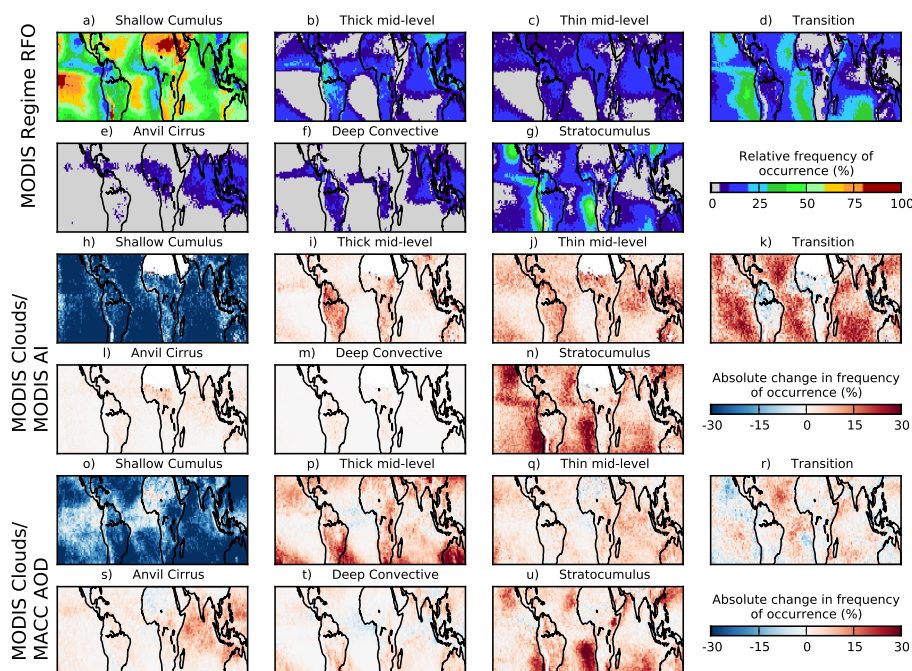 a) Shallow Cumulus
b) Thick mid-level
c) Thin mid-level
d) Transition
MODIS Regime RFO
e) Anvil Cirrus
f) Deep Convective
g) Stratocumulus
Relative frequency of
occurrence (%)
0 25 50 75 100
h) Shallow Cumulus
i) Thick mid-level
j) Thin mid-level
k) Transition
MODIS Clouds/
MODIS AI
l) Anvil Cirrus
m) Deep Convective
n) Stratocumulus
Absolute change in frequency
of occurrence (%)
-30 -15 0 15 30
o) Shallow Cumulus
p) Thick mid-level
q) Thin mid-level
r) Transition
MODIS Clouds/
MACC AOD
s) Anvil Cirrus
t) Deep Convective
u) Stratocumulus
Absolute change in frequency
of occurrence (%)
-30 -15 0 15 30